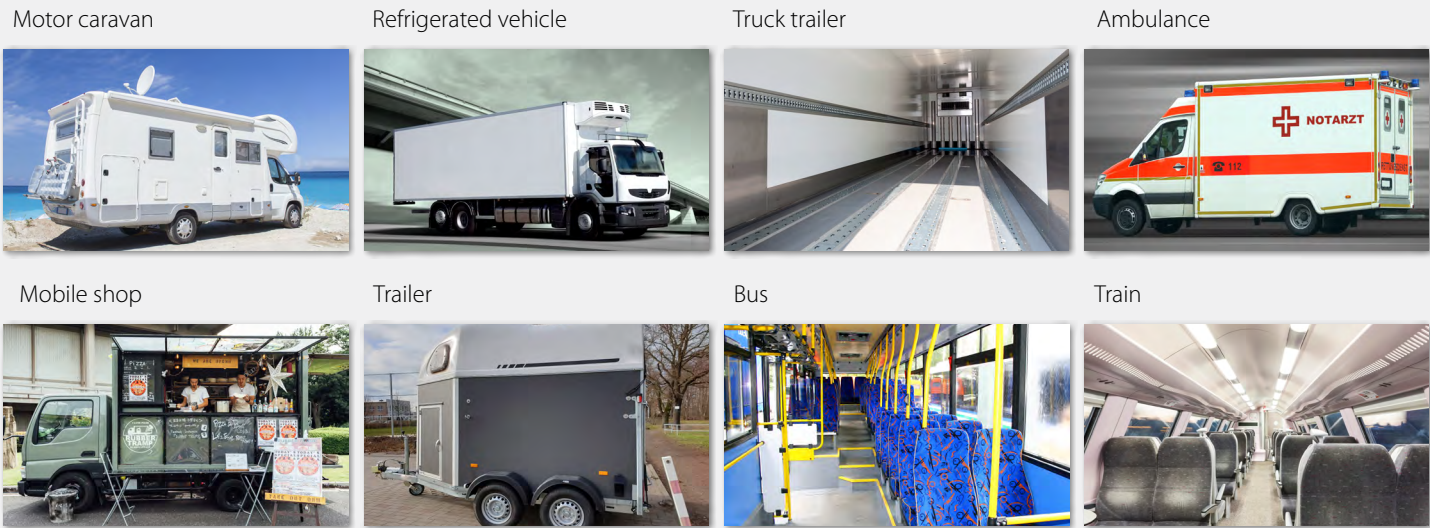 Motor caravan
Refrigerated vehicle
Truck trailer
Ambulance
NOTARZT
112
Mobile shop
Trailer
Bus
Train
PIZZA
RUBBER
TRAMP